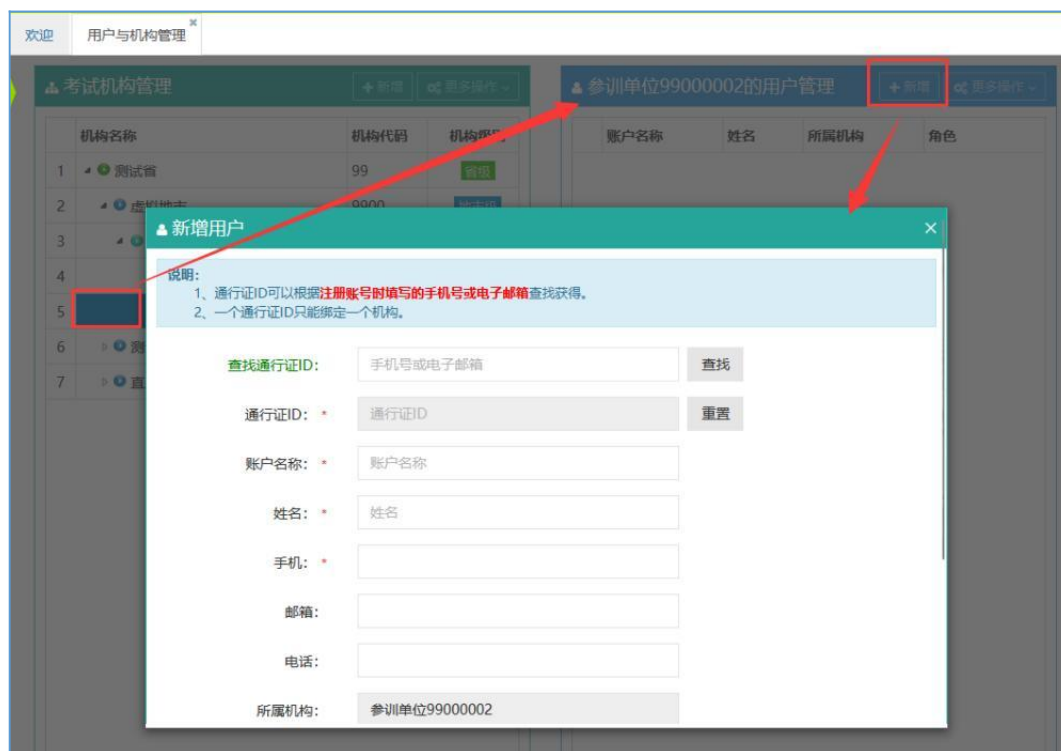 欢迎 用户与机构管理
考试机构管理 新增 更多操作
参训单位99000002的用户管理 新增 更多操作
机构名称 机构代码
账户名称 姓名 所属机构 角色
1 测试省 99 省级
2 虚拟地市 9900 地市级
3
4
5
6 测
7 直
新增用户
说明：
1、通行证ID可以根据注册账号时填写的手机号或电子邮箱查找获得。
2、一个通行证ID只能绑定一个机构。
查找通行证ID： 手机号或电子邮箱 查找
通行证ID： * 通行证ID 重置
账户名称： * 账户名称
姓名： * 姓名
手机： *
邮箱：
电话：
所属机构： 参训单位99000002